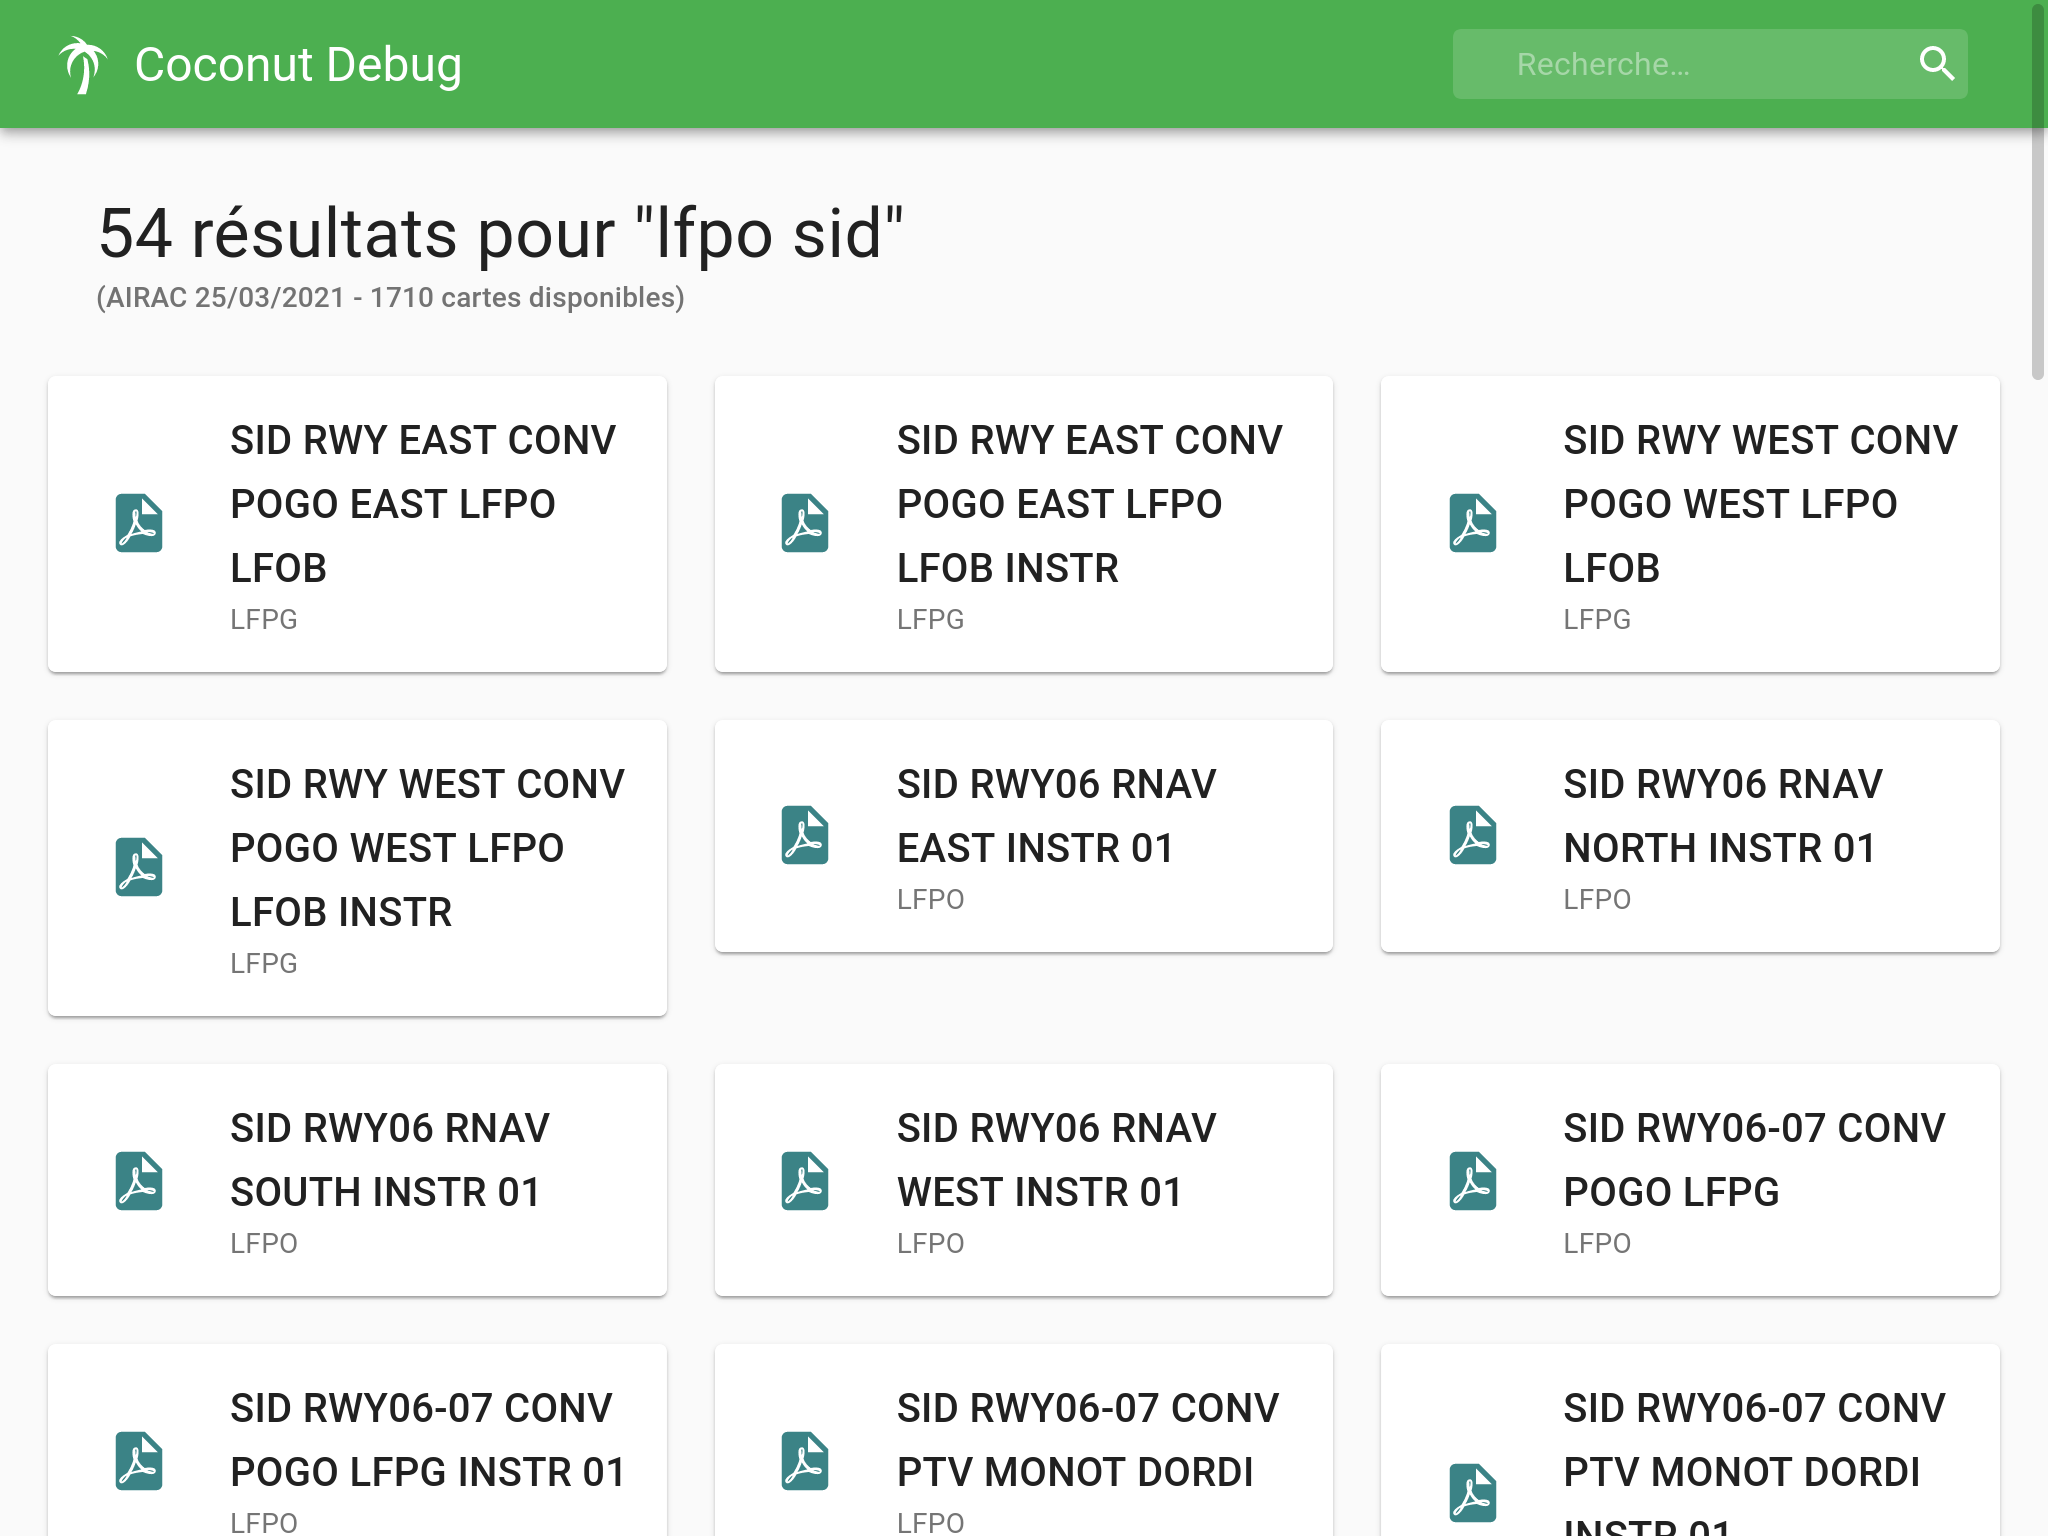 Coconut Debug
Recherche…
54 résultats pour "lfpo sid"
(AIRAC 25/03/2021 - 1710 cartes disponibles)
SID RWY EAST CONV
POGO EAST LFPO
LFOB
LFPG
SID RWY EAST CONV
POGO EAST LFPO
LFOB INSTR
LFPG
SID RWY WEST CONV
POGO WEST LFPO
LFOB
LFPG
SID RWY WEST CONV
POGO WEST LFPO
LFOB INSTR
LFPG
SID RWY06 RNAV
EAST INSTR 01
LFPO
SID RWY06 RNAV
NORTH INSTR 01
LFPO
SID RWY06 RNAV
SOUTH INSTR 01
LFPO
SID RWY06 RNAV
WEST INSTR 01
LFPO
SID RWY06-07 CONV
POGO LFPG
LFPO
SID RWY06-07 CONV
POGO LFPG INSTR 01
LFPO
SID RWY06-07 CONV
PTV MONOT DORDI
LFPO
SID RWY06-07 CONV
PTV MONOT DORDI
INSTR 01